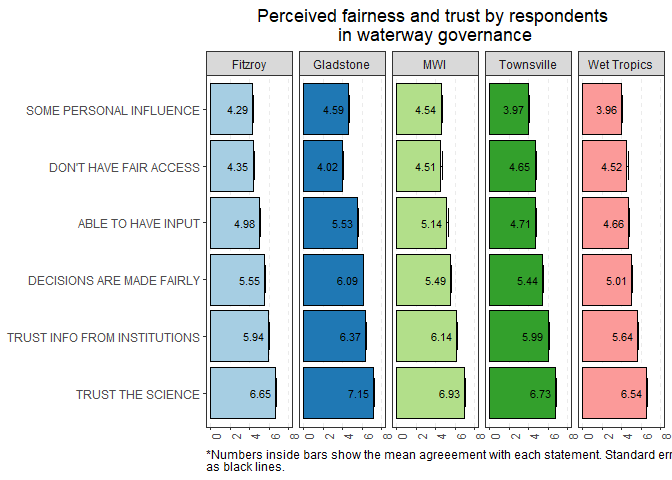 Perceived fairness and trust by respondents
in waterway governance
Fitzroy Gladstone MWI Townsville Wet Tropics
SOME PERSONAL INFLUENCE 4.29 4.59 4.54 3.97 3.96
DON'T HAVE FAIR ACCESS 4.35 4.02 4.51 4.65 4.52
ABLE TO HAVE INPUT 4.98 5.53 5.14 4.71 4.66
DECISIONS ARE MADE FAIRLY 5.55 6.09 5.49 5.44 5.01
TRUST INFO FROM INSTITUTIONS 5.94 6.37 6.14 5.99 5.64
TRUST THE SCIENCE 6.65 7.15 6.93 6.73 6.54
0 2 4 6 8 0 2 4 6 8 0 2 4 6 8 0 2 4 6 8 0 2 4 6 8
*Numbers inside bars show the mean agreeement with each statement. Standard err
as black lines.